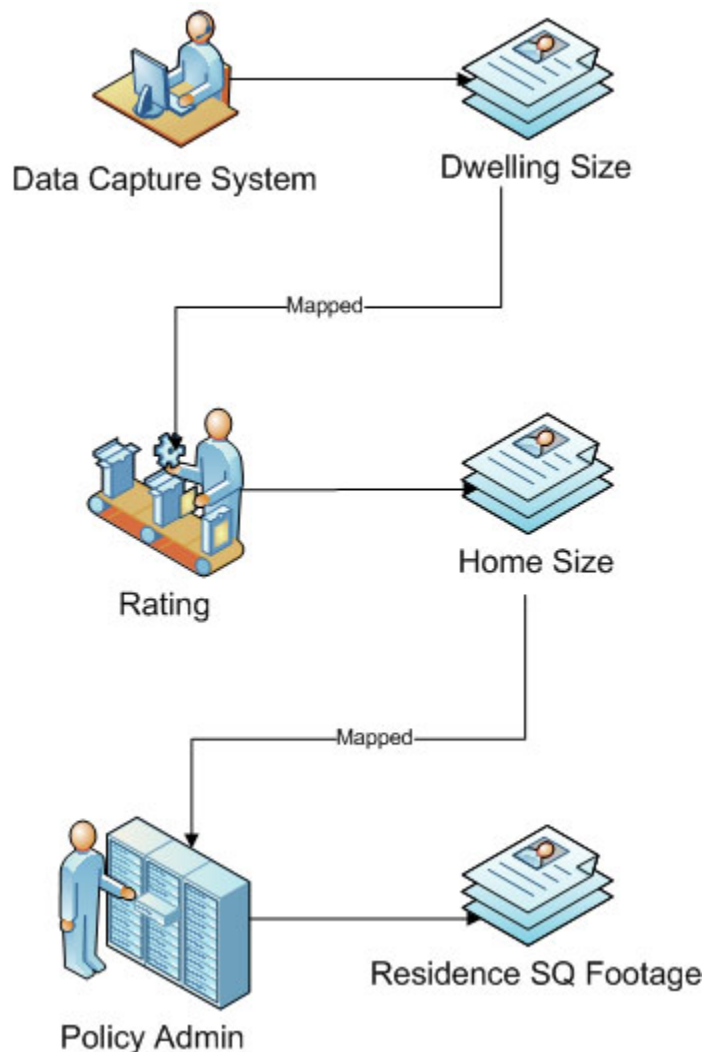 Data Capture System
Dwelling Size
Mapped
Rating
Home Size
Mapped
Policy Admin
Residence SQ Footage